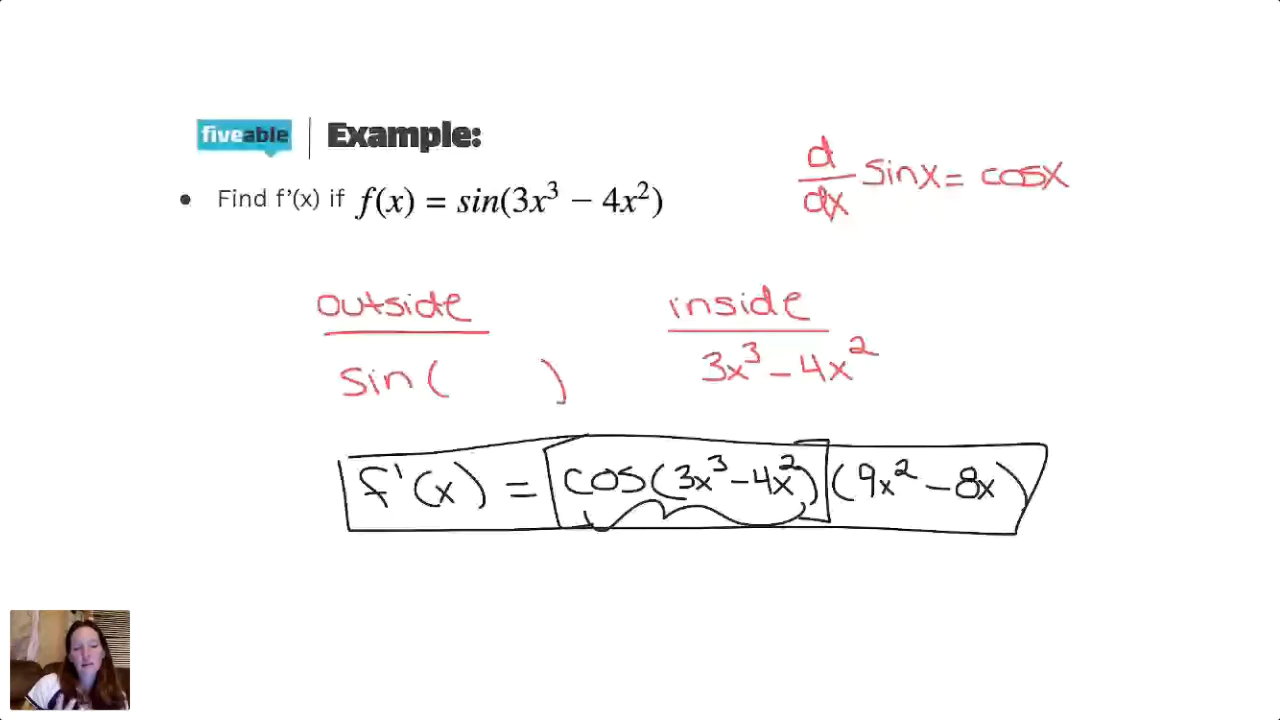 fiveable Example:
d/dx sinx = cosx
• Find f'(x) if f(x) = sin(3x³ − 4x²)
outside inside
sin( ) 3x³ − 4x²
f'(x) = cos(3x³ − 4x²)(9x² − 8x)